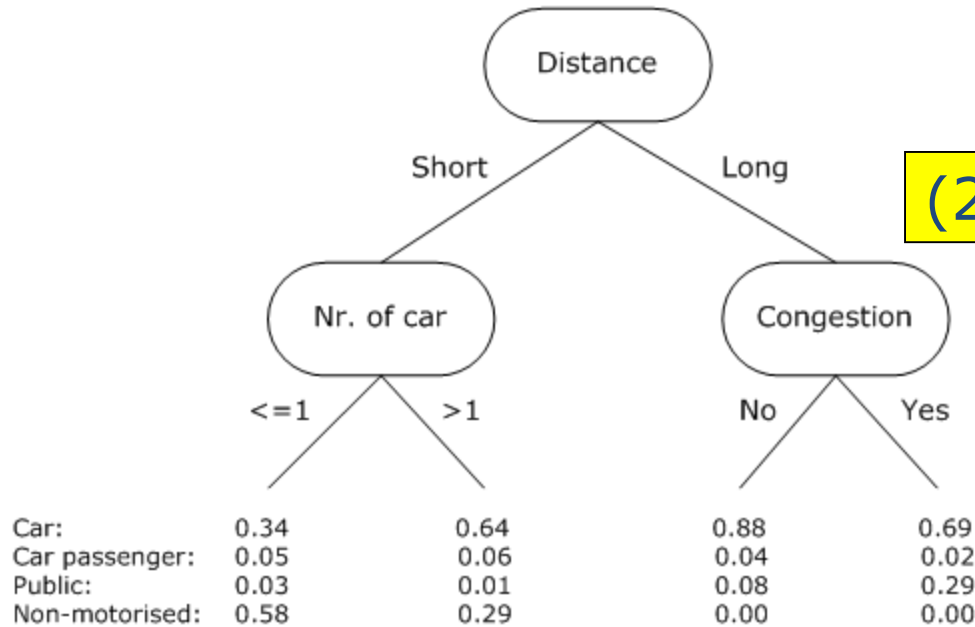 Distance
Short Long
(2
Nr. of car Congestion
<=1 >1 No Yes
Car: 0.34 0.64 0.88 0.69
Car passenger: 0.05 0.06 0.04 0.02
Public: 0.03 0.01 0.08 0.29
Non-motorised: 0.58 0.29 0.00 0.00